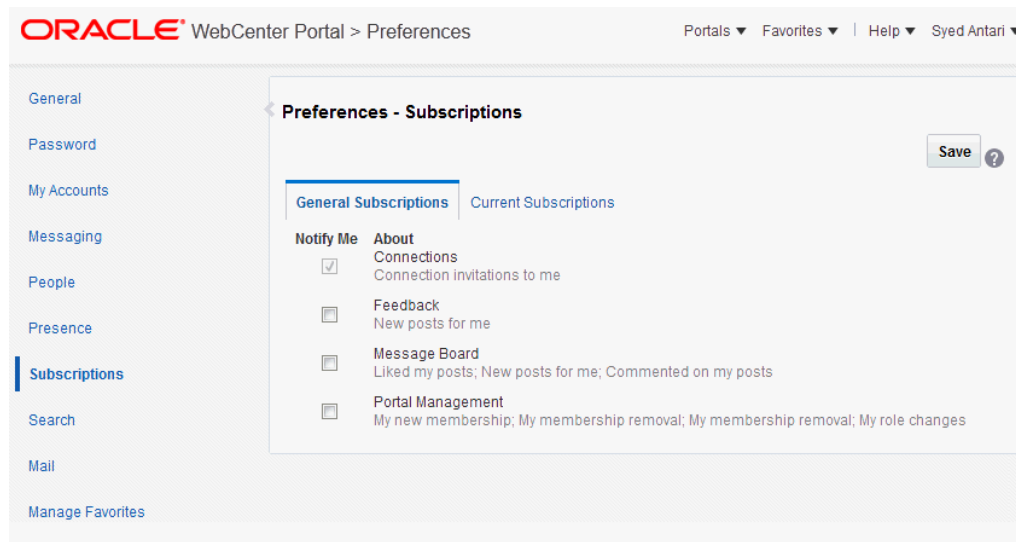 ORACLE® WebCenter Portal > Preferences Portals Favorites Help Syed Antari
General
Password
My Accounts
Messaging
People
Presence
Subscriptions
Search
Mail
Manage Favorites
Preferences - Subscriptions
Save ?
General Subscriptions Current Subscriptions
Notify Me About
Connections
Connection invitations to me
Feedback
New posts for me
Message Board
Liked my posts; New posts for me; Commented on my posts
Portal Management
My new membership; My membership removal; My membership removal; My role changes